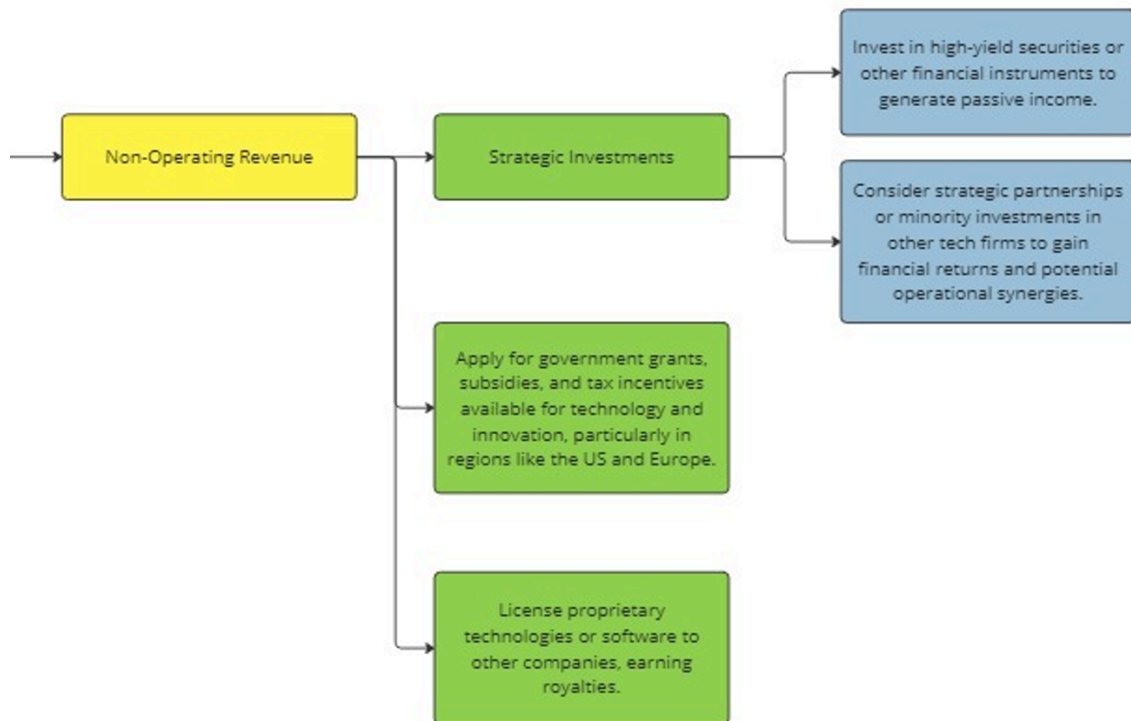 Non-Operating Revenue
Strategic Investments
Invest in high-yield securities or
other financial instruments to
generate passive income.
Consider strategic partnerships
or minority investments in
other tech firms to gain
financial returns and potential
operational synergies.
Apply for government grants,
subsidies, and tax incentives
available for technology and
innovation, particularly in
regions like the US and Europe.
License proprietary
technologies or software to
other companies, earning
royalties.